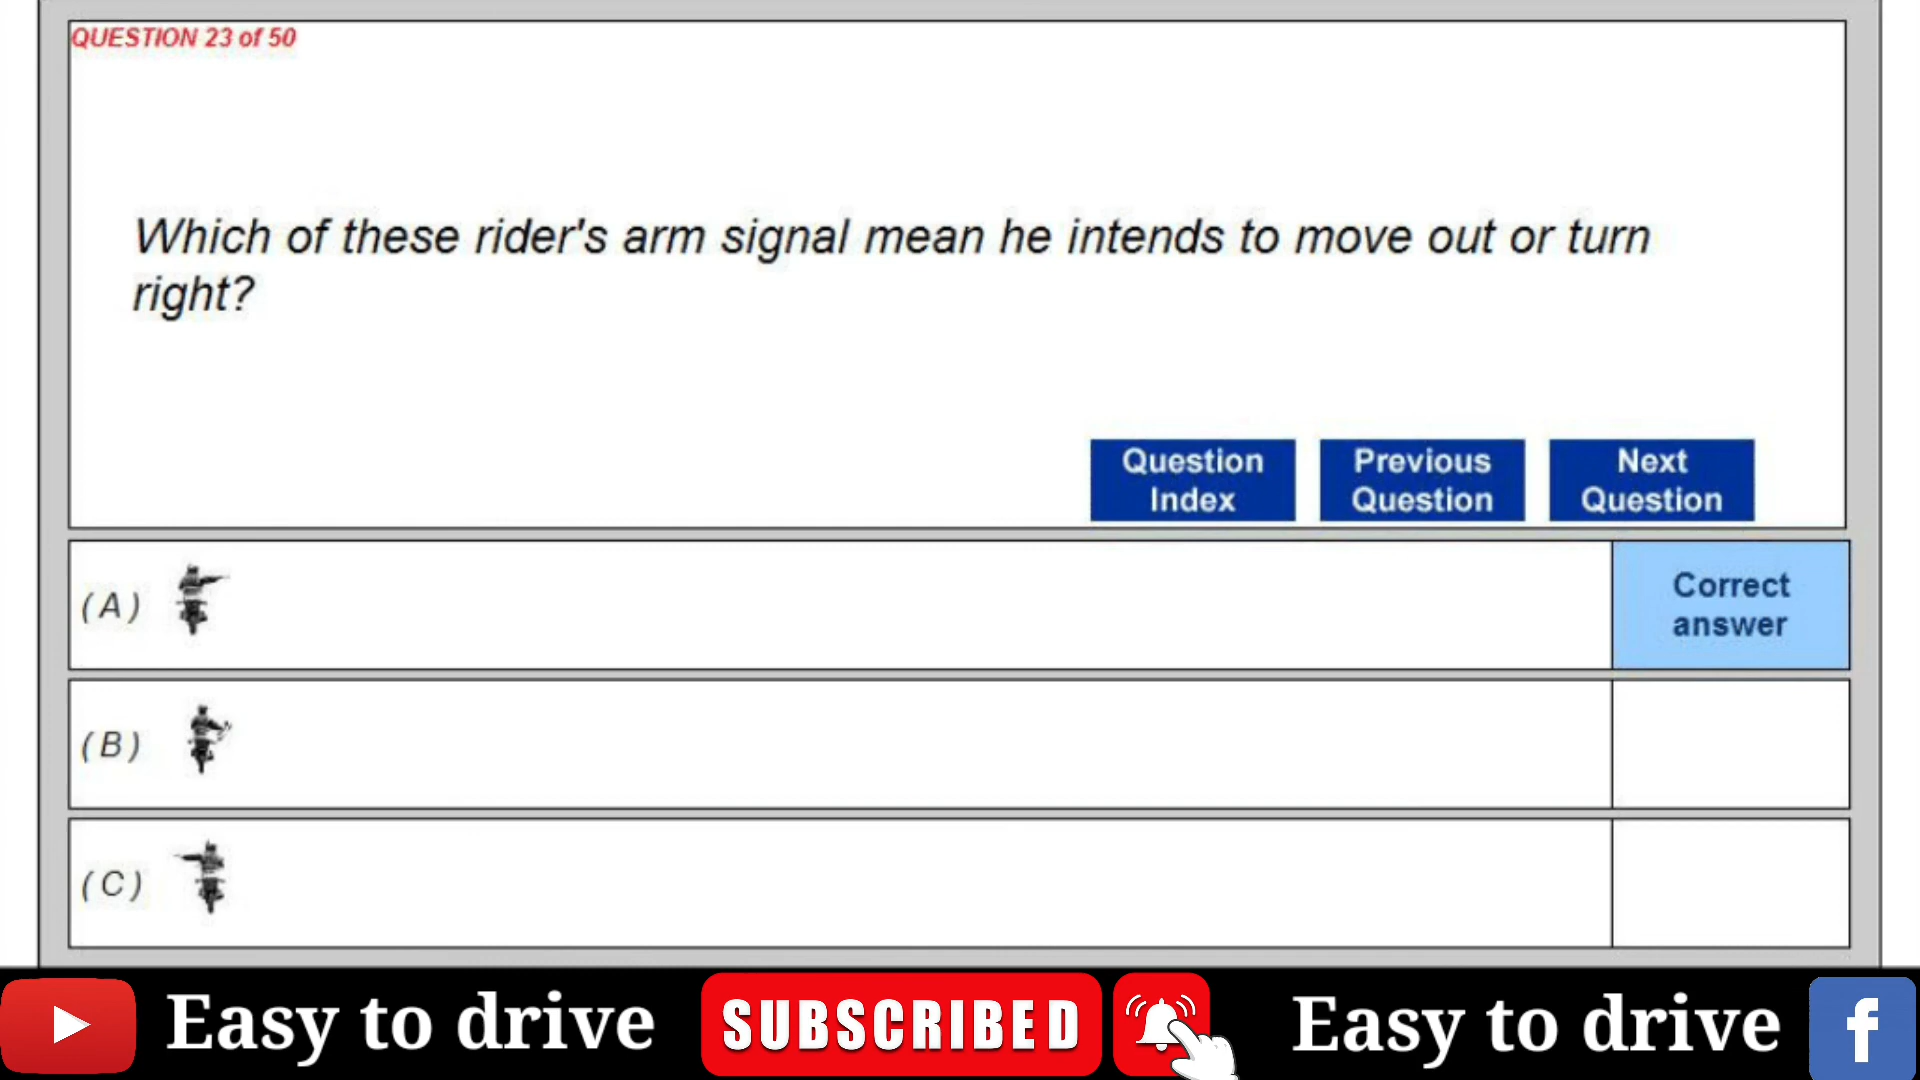 QUESTION 23 of 50
Which of these rider's arm signal mean he intends to move out or turn
right?
Question
Index
Previous
Question
Next
Question
(A)
Correct
answer
(B)
(C)
Easy to drive
SUBSCRIBED
Easy to drive
f